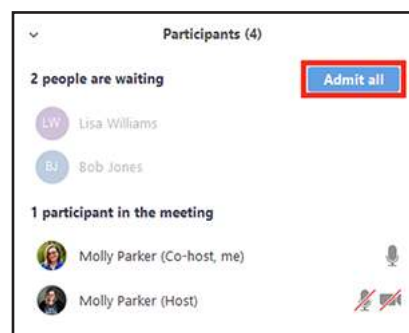 Participants (4)
2 people are waiting
Admit all
LW Lisa Williams
BJ Bob Jones
1 participant in the meeting
Molly Parker (Co-host, me)
Molly Parker (Host)